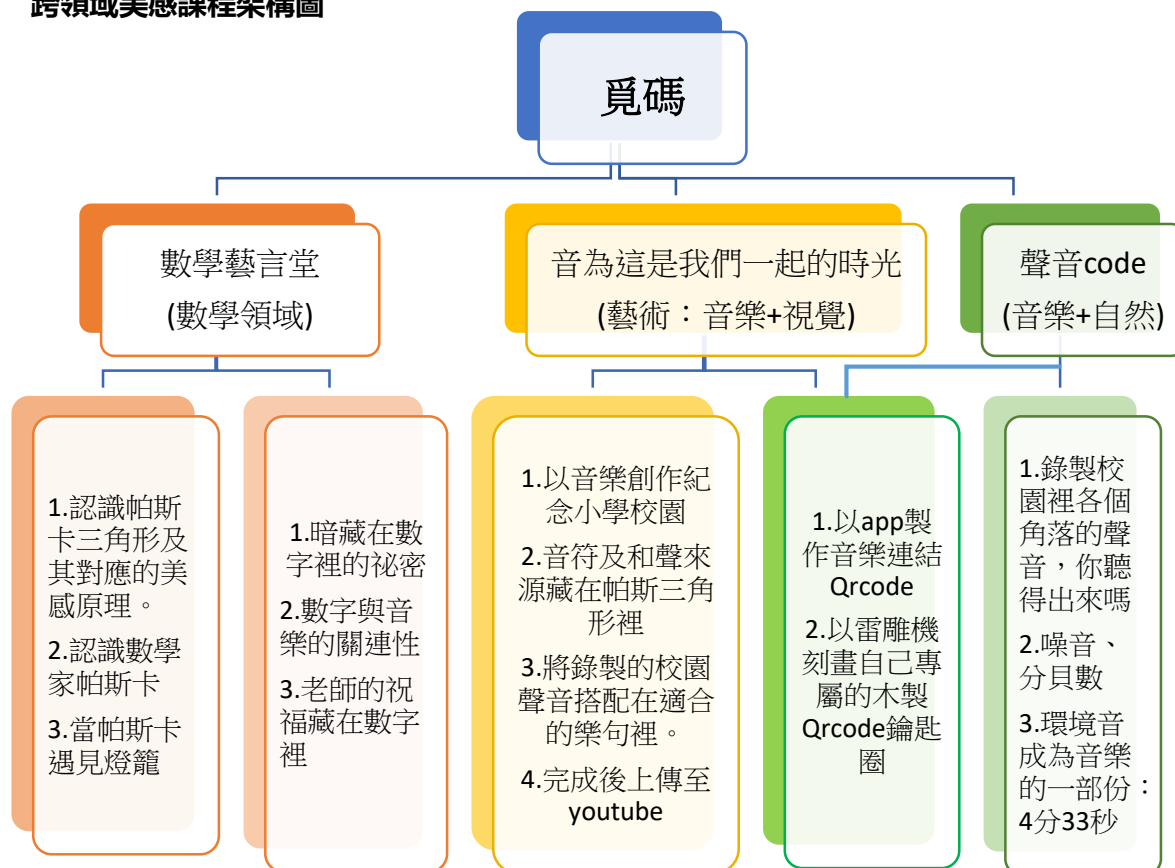 跨領域美感課程架構圖
覓碼
數學藝言堂
(數學領域)
音為這是我們一起的時光
(藝術：音樂+視覺)
聲音code
(音樂+自然)
1.認識帕斯
卡三角形及
其對應的美
感原理。
2.認識數學
家帕斯卡
3.當帕斯卡
遇見燈籠
1.暗藏在數
字裡的祕密
2.數字與音
樂的關連性
3.老師的祝
福藏在數字
裡
1.以音樂創作紀
念小學校園
2.音符及和聲來
源藏在帕斯三角
形裡
3.將錄製的校園
聲音搭配在適合
的樂句裡。
4.完成後上傳至
youtube
1.以app製
作音樂連結
Qrcode
2.以雷雕機
刻畫自己專
屬的木製
Qrcode鑰匙
圈
1.錄製校
園裡各個
角落的聲
音，你聽
得出來嗎
2.噪音、
分貝數
3.環境音
成為音樂
的一部份：
4分33秒